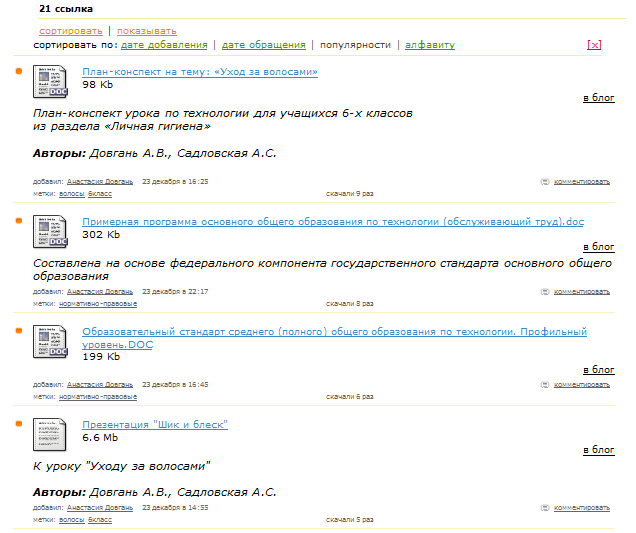 21 ссылка
сортировать | показывать
сортировать по: дате добавления | дате обращения | популярности | алфавиту [x]
План-конспект на тему: «Уход за волосами»
98 Kb
в блог
План-конспект урока по технологии для учащихся 6-х классов
из раздела «Личная гигиена»
Авторы: Довгань А.В., Садловская А.С.
добавил: Анастасия Довгань 23 декабря в 16:25 комментировать
метки: волосы 6класс скачали 9 раз
Примерная программа основного общего образования по технологии (обслуживающий труд).doc
302 Kb
в блог
Составлена на основе федерального компонента государственного стандарта основного общего
образования
добавил: Анастасия Довгань 23 декабря в 22:17 комментировать
метки: нормативно-правовые скачали 8 раз
Образовательный стандарт среднего (полного) общего образования по технологии. Профильный
уровень.DOC
199 Kb
в блог
добавил: Анастасия Довгань 23 декабря в 16:45 комментировать
метки: нормативно-правовые скачали 6 раз
Презентация "Шик и блеск"
6.6 Mb
в блог
К уроку "Уходу за волосами"
Авторы: Довгань А.В., Садловская А.С.
добавил: Анастасия Довгань 23 декабря в 14:55 комментировать
метки: волосы 6класс скачали 5 раз
DOC
DOC
DOC